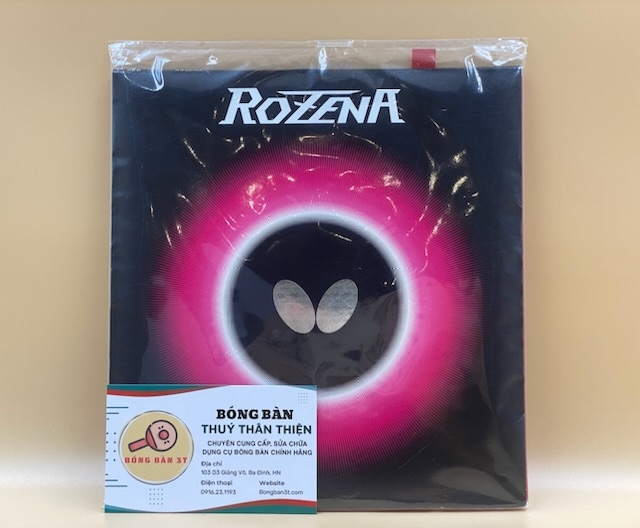 ROZENA
BÓNG BÀN
THUÝ THÂN THIỆN
CHUYÊN CUNG CẤP, SỬA CHỮA
DỤNG CỤ BÓNG BÀN CHÍNH HÃNG
Địa chỉ
103 D3 Giảng Võ, Ba Đình, HN
Điện thoại Website
0916.23.1193 Bongban3t.com
BÓNG BÀN 3T